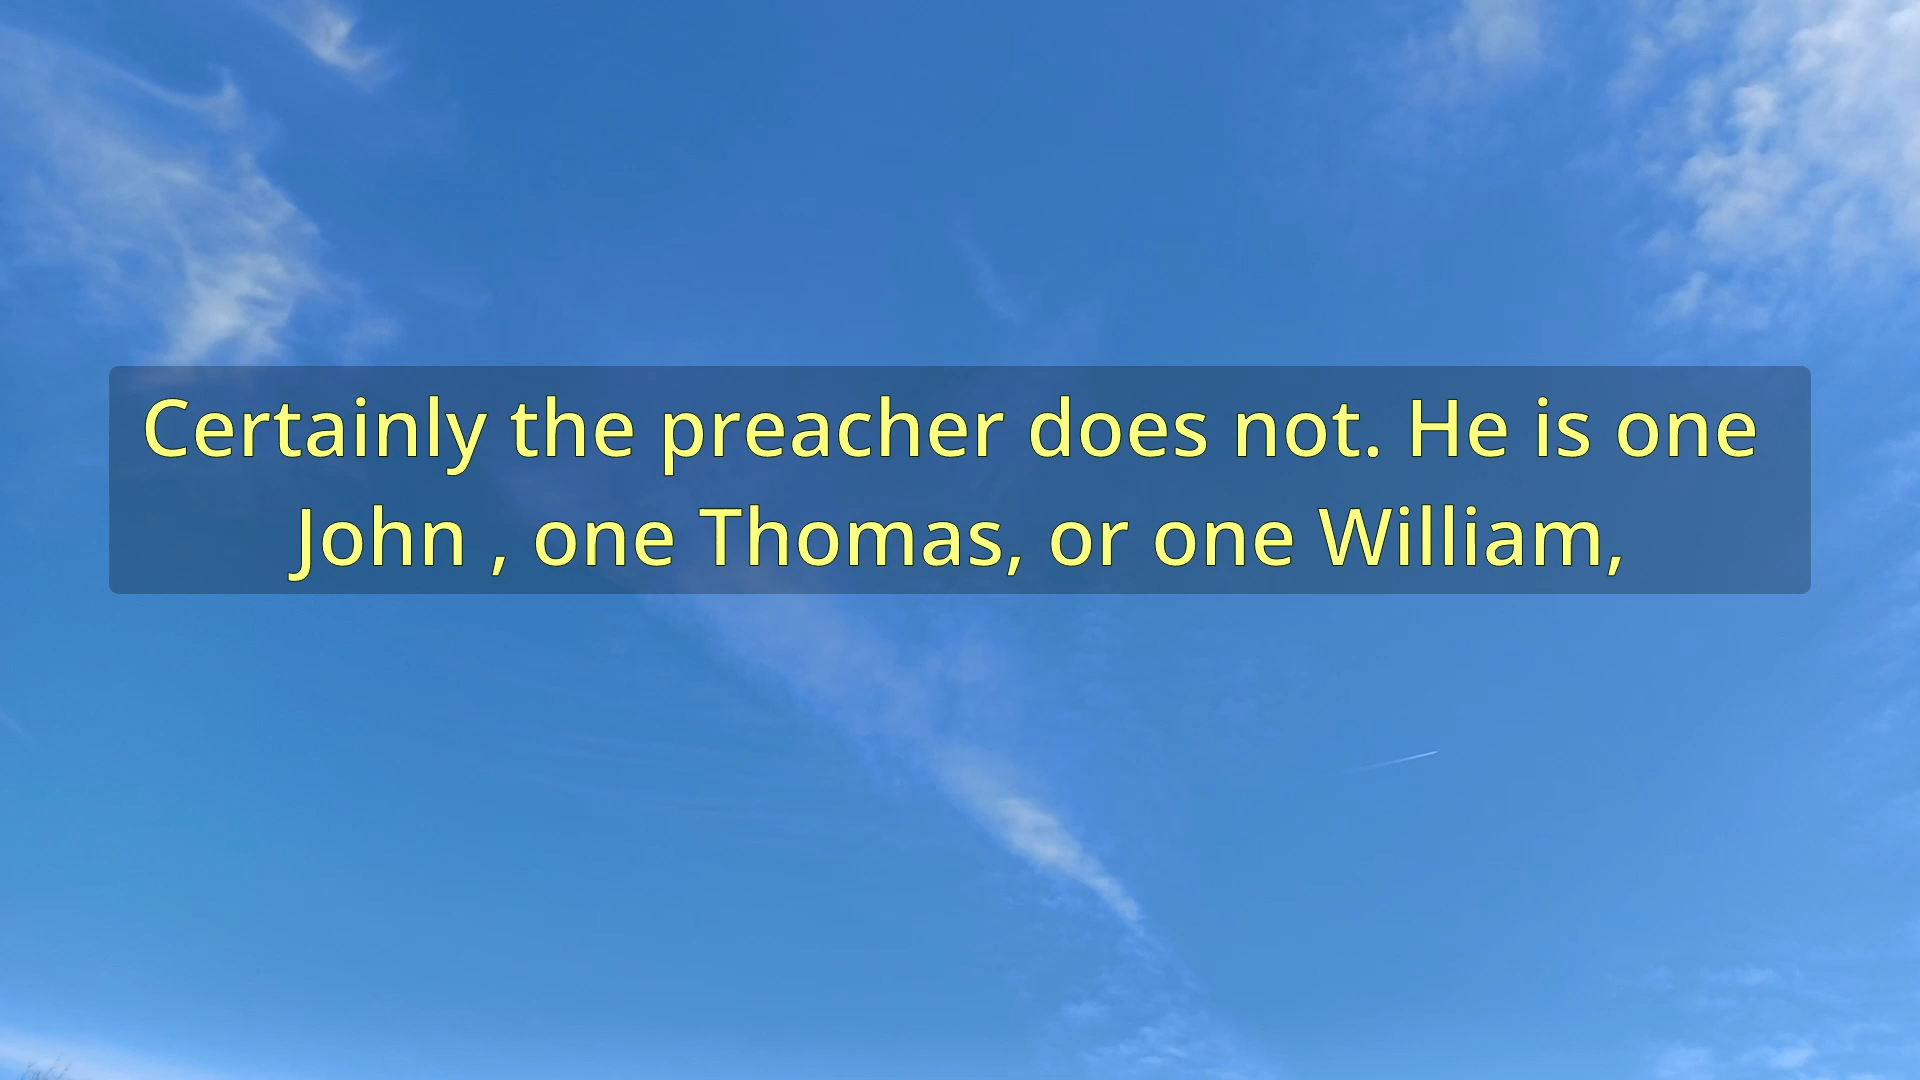 Certainly the preacher does not. He is one
John , one Thomas, or one William,